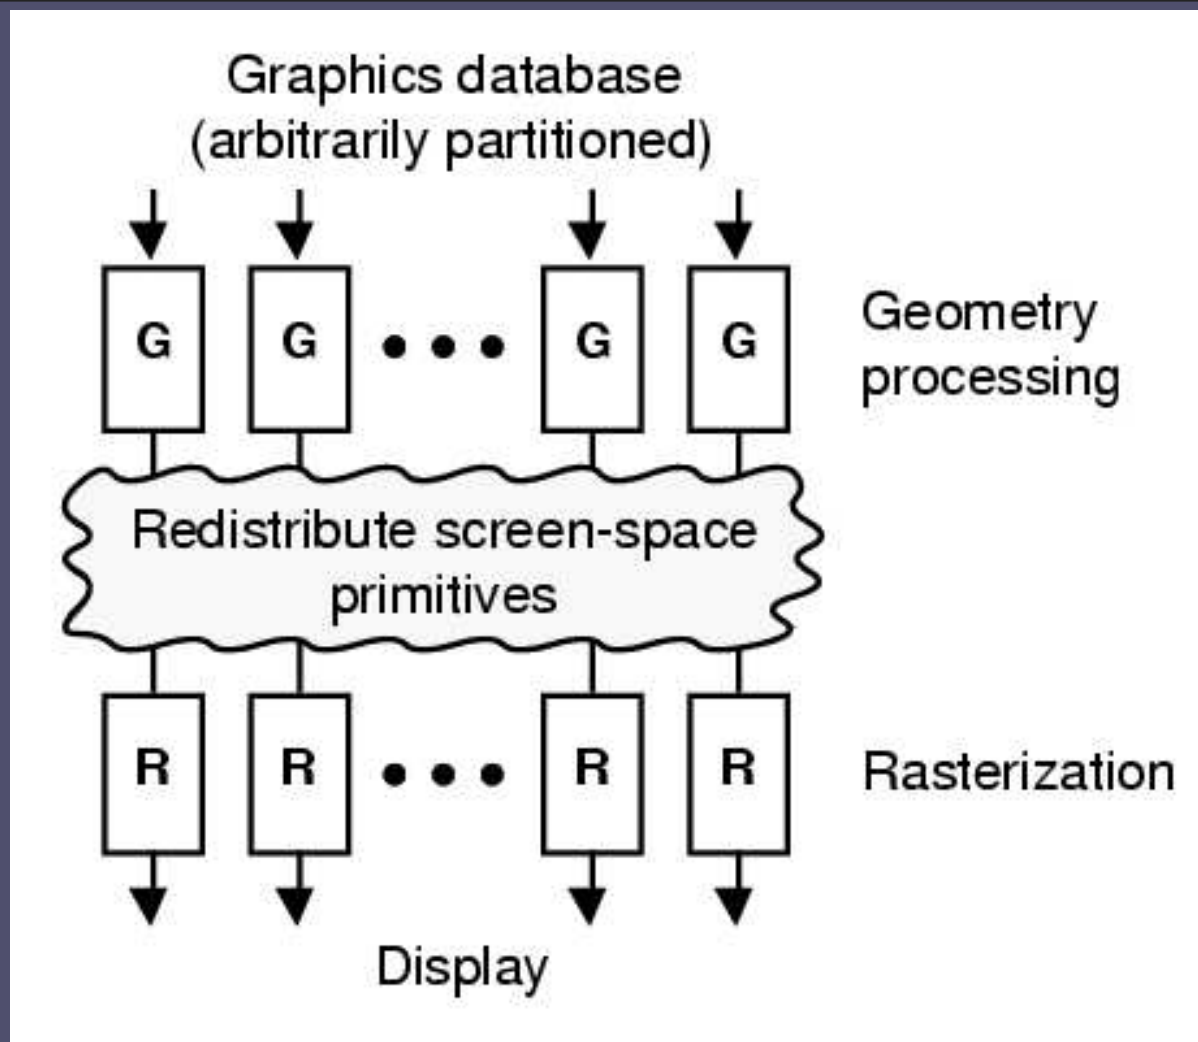 Graphics database
(arbitrarily partitioned)
G G G G
Geometry
processing
Redistribute screen-space
primitives
R R R R
Rasterization
Display